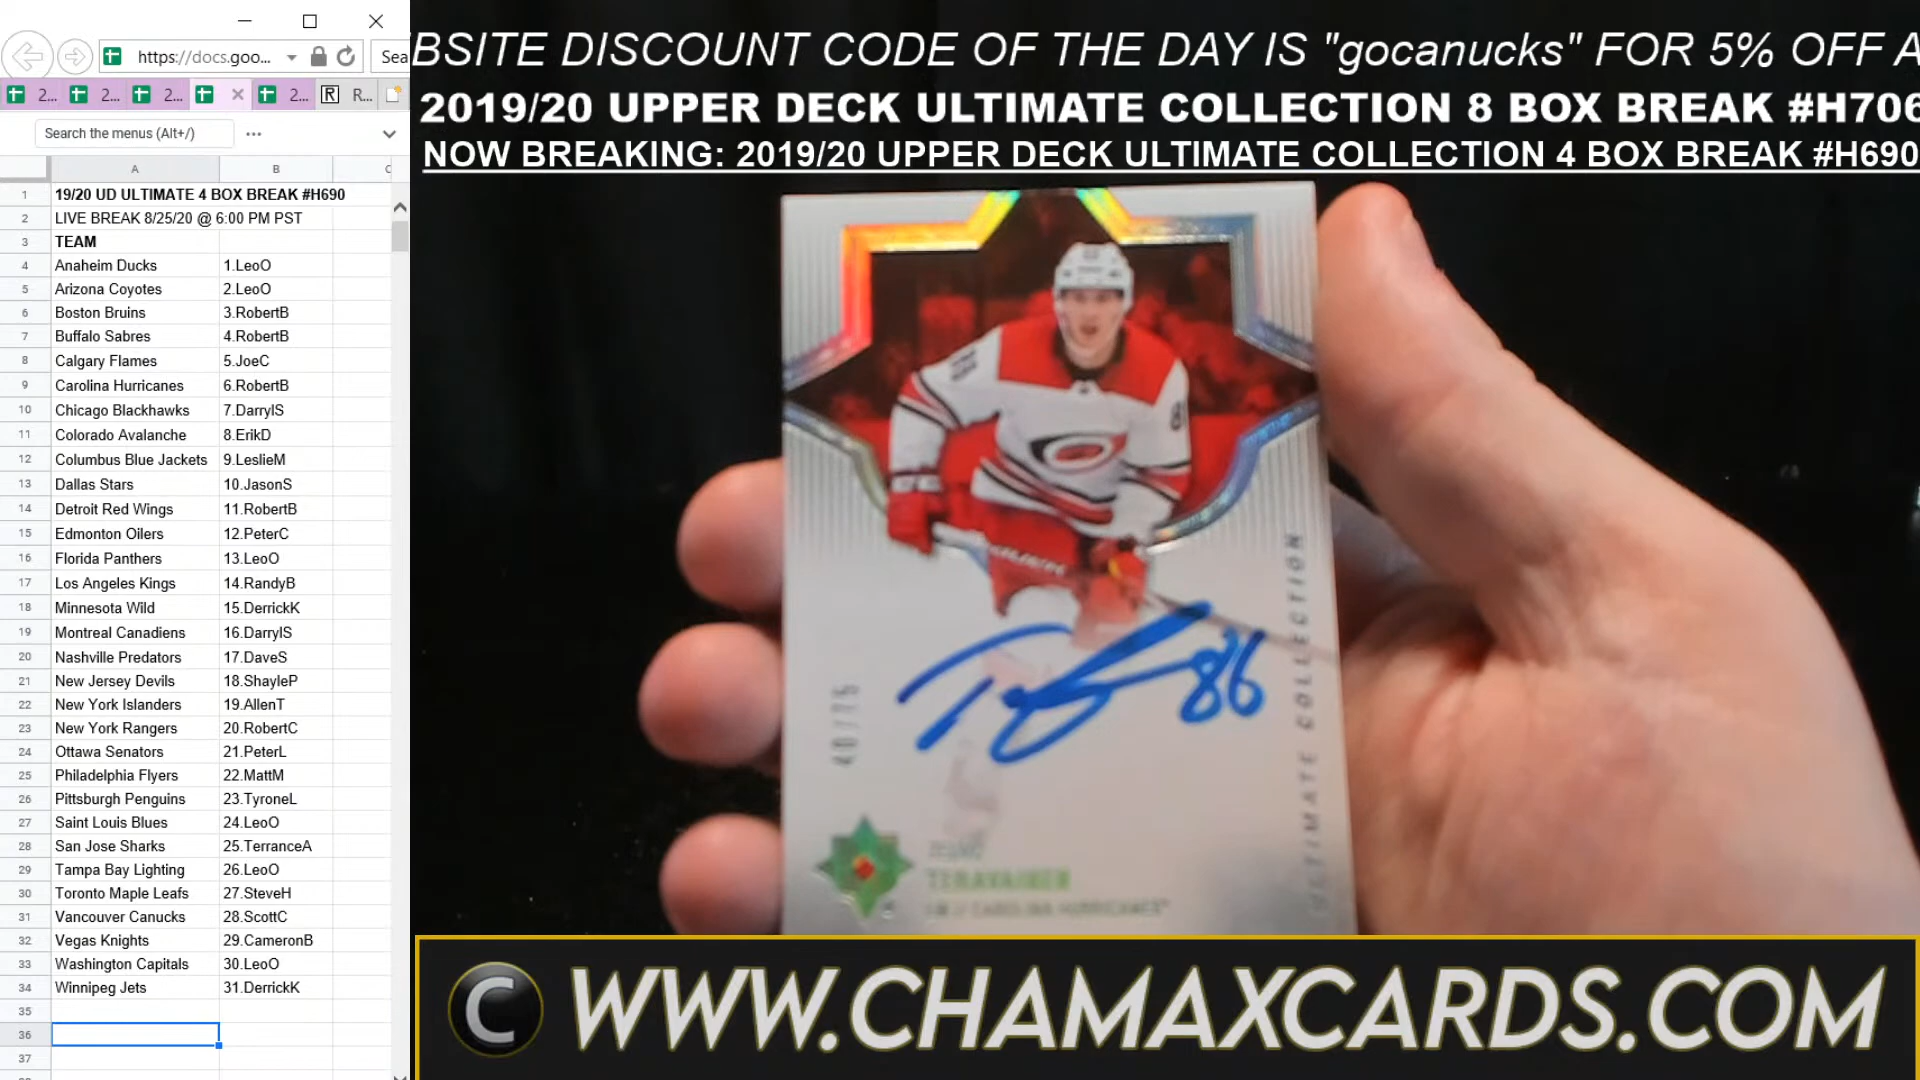 https://docs.goo...
Sea
2...
2...
2...
2...
R...
Search the menus (Alt+/)
A B C
1 19/20 UD ULTIMATE 4 BOX BREAK #H690
2 LIVE BREAK 8/25/20 @ 6:00 PM PST
3 TEAM
4 Anaheim Ducks 1.LeoO
5 Arizona Coyotes 2.LeoO
6 Boston Bruins 3.RobertB
7 Buffalo Sabres 4.RobertB
8 Calgary Flames 5.JoeC
9 Carolina Hurricanes 6.RobertB
10 Chicago Blackhawks 7.DarrylS
11 Colorado Avalanche 8.ErikD
12 Columbus Blue Jackets 9.LeslieM
13 Dallas Stars 10.JasonS
14 Detroit Red Wings 11.RobertB
15 Edmonton Oilers 12.PeterC
16 Florida Panthers 13.LeoO
17 Los Angeles Kings 14.RandyB
18 Minnesota Wild 15.DerrickK
19 Montreal Canadiens 16.DarrylS
20 Nashville Predators 17.DaveS
21 New Jersey Devils 18.ShayleP
22 New York Islanders 19.AllenT
23 New York Rangers 20.RobertC
24 Ottawa Senators 21.PeterL
25 Philadelphia Flyers 22.MattM
26 Pittsburgh Penguins 23.TyroneL
27 Saint Louis Blues 24.LeoO
28 San Jose Sharks 25.TerranceA
29 Tampa Bay Lighting 26.LeoO
30 Toronto Maple Leafs 27.SteveH
31 Vancouver Canucks 28.ScottC
32 Vegas Knights 29.CameronB
33 Washington Capitals 30.LeoO
34 Winnipeg Jets 31.DerrickK
35
36
37
BSITE DISCOUNT CODE OF THE DAY IS "gocanucks" FOR 5% OFF A
2019/20 UPPER DECK ULTIMATE COLLECTION 8 BOX BREAK #H706
NOW BREAKING: 2019/20 UPPER DECK ULTIMATE COLLECTION 4 BOX BREAK #H690
86
ULTIMATE COLLECTION
TERAVAINEN
CAROLINA HURRICANES
C WWW.CHAMAXCARDS.COM